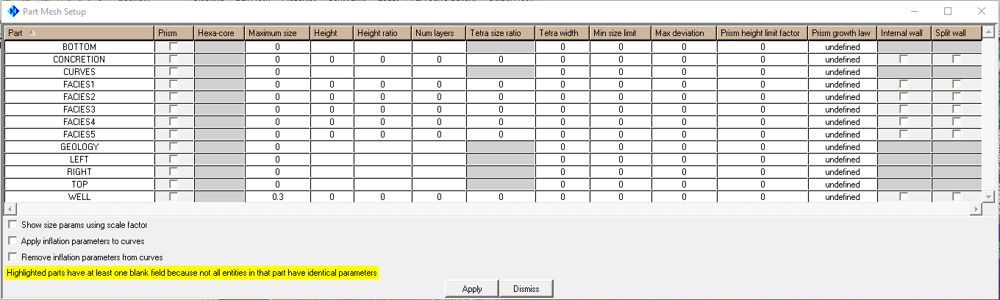 Part Mesh Setup
Part Prism Hexa-core Maximum size Height Height ratio Num layers Tetra size ratio Tetra width Min size limit Max deviation Prism height limit factor Prism growth law Internal wall Split wall
BOTTOM 0 0 0 0 0 undefined
CONCRETION 0 0 0 0 0 0 0 0 0 undefined
CURVES 0 0 0 0 0 undefined
FACIES1 0 0 0 0 0 0 0 0 0 undefined
FACIES2 0 0 0 0 0 0 0 0 0 undefined
FACIES3 0 0 0 0 0 0 0 0 0 undefined
FACIES4 0 0 0 0 0 0 0 0 0 undefined
FACIES5 0 0 0 0 0 0 0 0 0 undefined
GEOLOGY 0 0 0 0 0 undefined
LEFT 0 0 0 0 0 undefined
RIGHT 0 0 0 0 0 undefined
TOP 0 0 0 0 0 undefined
WELL 0.3 0 0 0 0 0 0 0 0 undefined
Show size params using scale factor
Apply inflation parameters to curves
Remove inflation parameters from curves
Highlighted parts have at least one blank field because not all entities in that part have identical parameters
Apply Dismiss